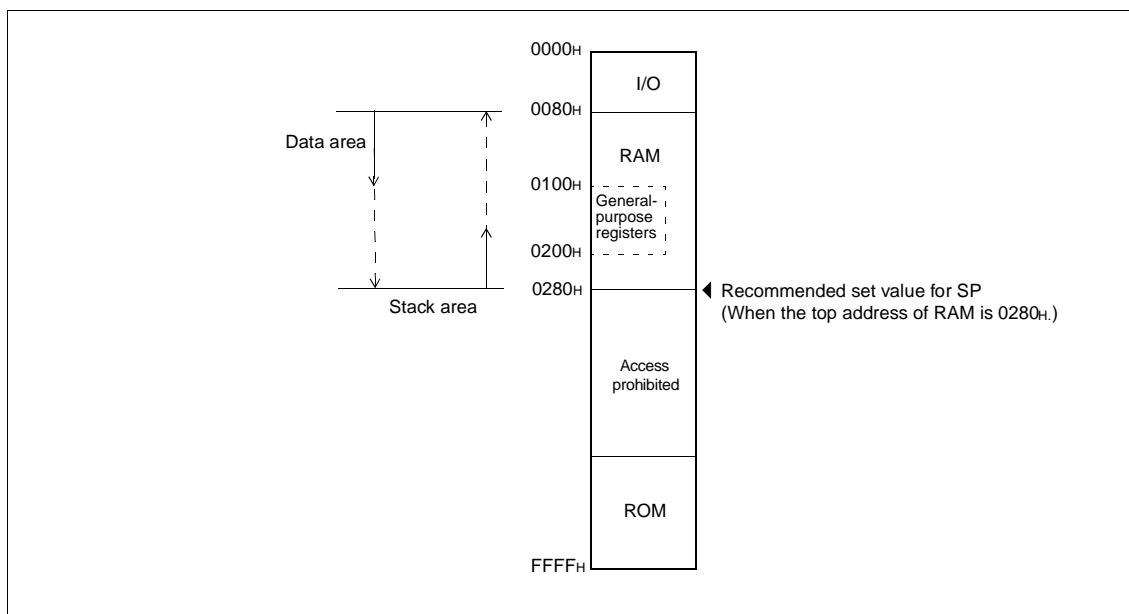 0000H
I/O
0080H
Data area
RAM
0100H
General-
purpose
registers
0200H
0280H
Stack area
Recommended set value for SP
(When the top address of RAM is 0280H.)
Access
prohibited
ROM
FFFFH